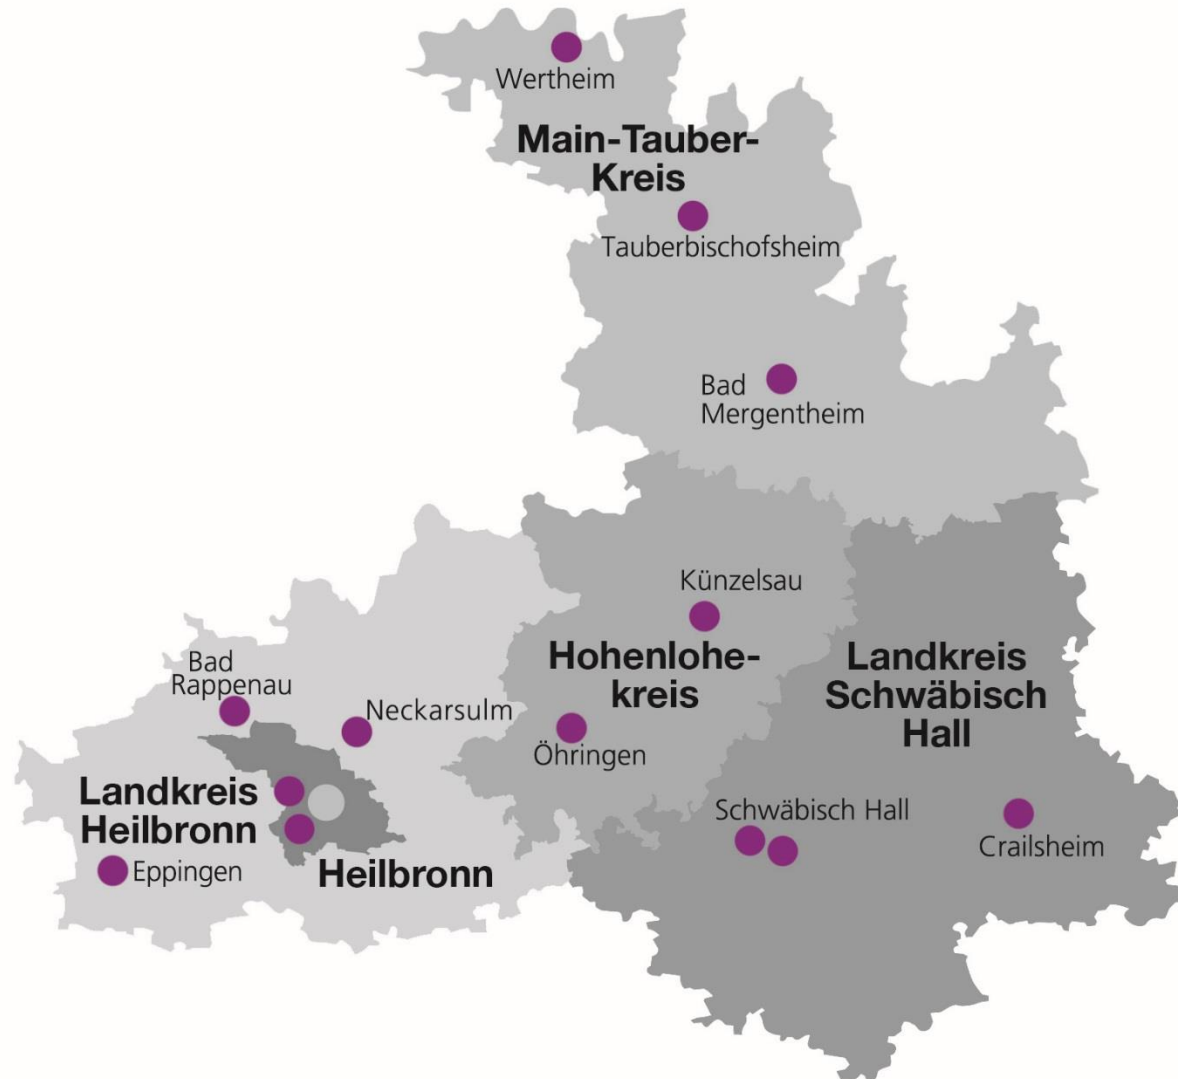 Wertheim
Main-Tauber-
Kreis
Tauberbischofsheim
Bad
Mergentheim
Künzelsau
Hohenlohe-
kreis
Landkreis
Schwäbisch
Hall
Bad
Rappenau
Neckarsulm
Öhringen
Landkreis
Heilbronn
Schwäbisch Hall
Crailsheim
Eppingen
Heilbronn